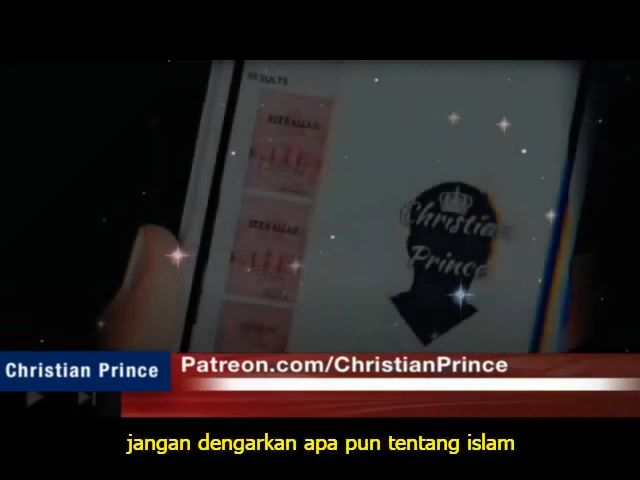 RESULTS
Christian
Prince
Christian Prince
Patreon.com/ChristianPrince
jangan dengarkan apa pun tentang islam